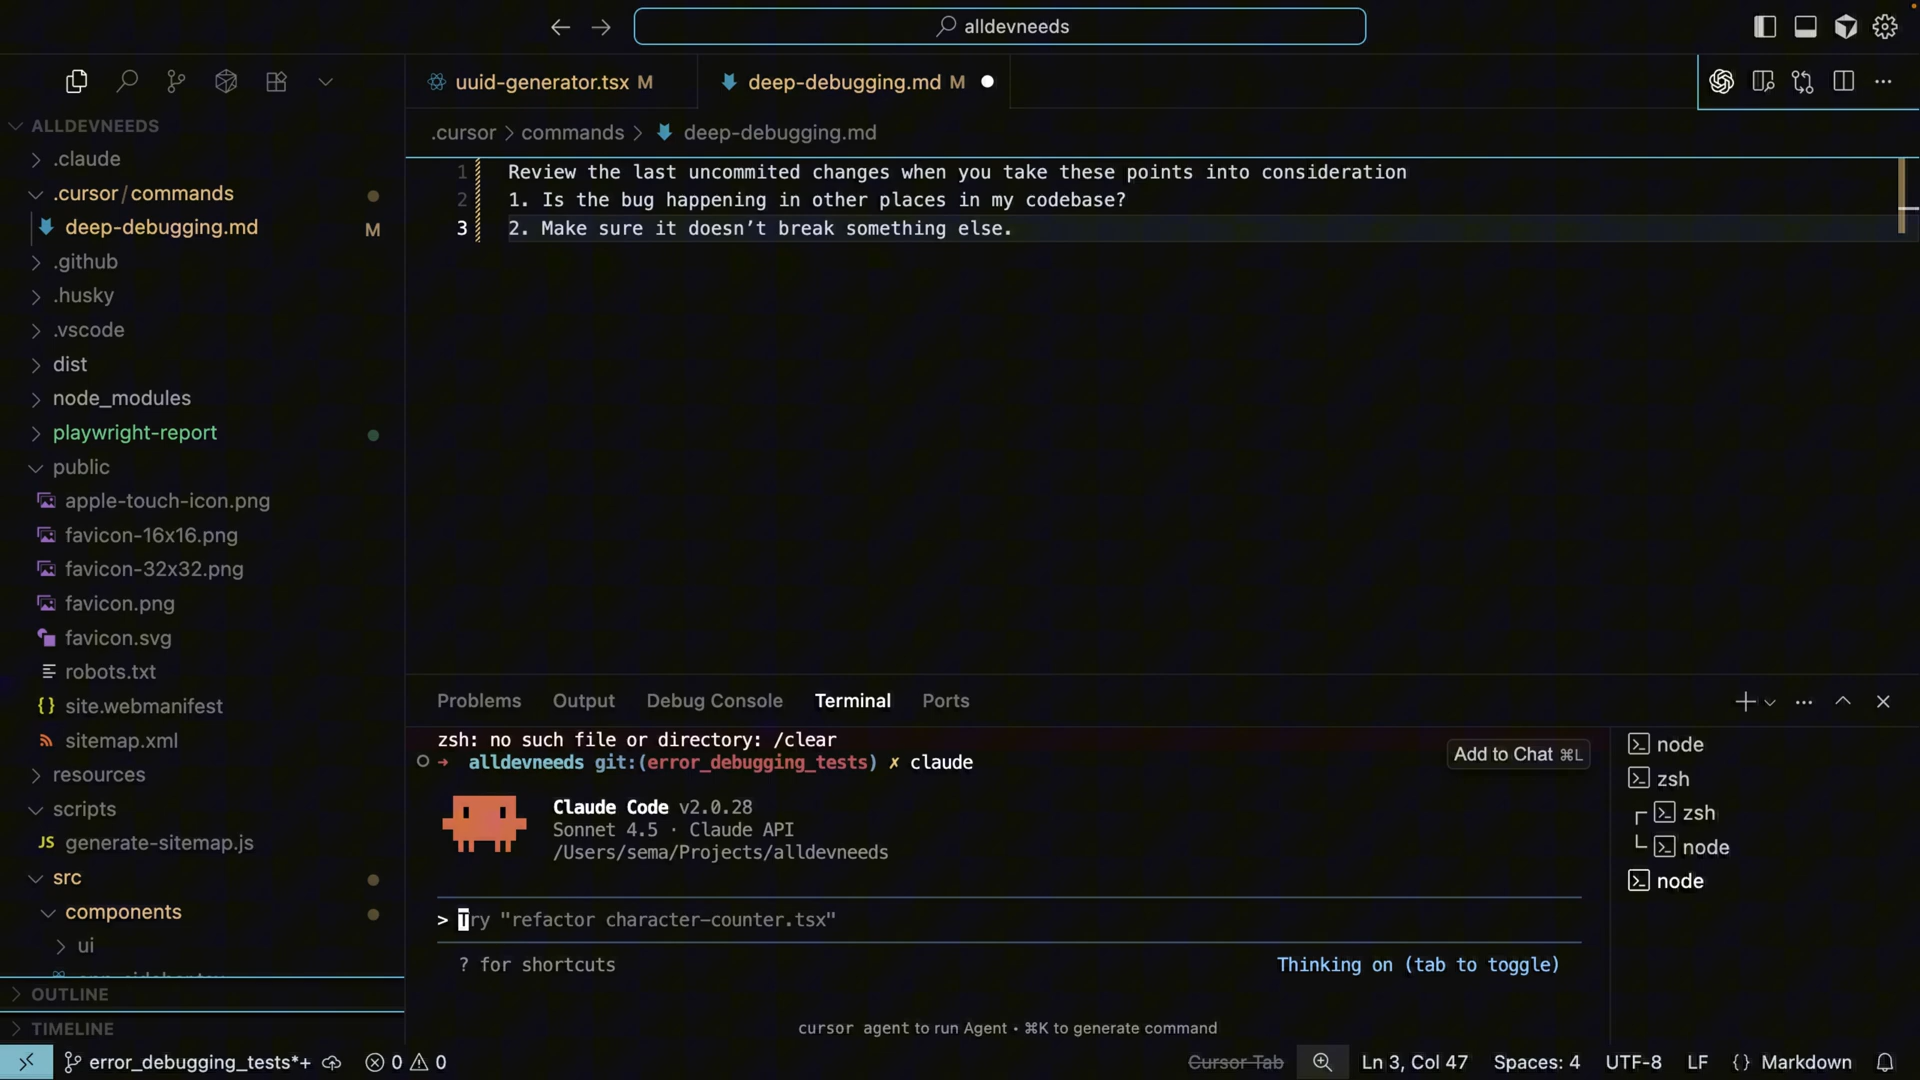 alldevneeds
uuid-generator.tsx M
deep-debugging.md M
.cursor > commands > deep-debugging.md
ALLDEVNEEDS
.claude
.cursor/commands
deep-debugging.md M
.github
.husky
.vscode
dist
node_modules
playwright-report
public
apple-touch-icon.png
favicon-16x16.png
favicon-32x32.png
favicon.png
favicon.svg
robots.txt
site.webmanifest
sitemap.xml
resources
scripts
JS generate-sitemap.js
src
components
ui
OUTLINE
TIMELINE
1 Review the last uncommited changes when you take these points into consideration
2 1. Is the bug happening in other places in my codebase?
3 2. Make sure it doesn’t break something else.
Problems Output Debug Console Terminal Ports
zsh: no such file or directory: /clear
→ alldevneeds git:(error_debugging_tests) ✗ claude
Add to Chat ⌘L
Claude Code v2.0.28
Sonnet 4.5 · Claude API
/Users/sema/Projects/alldevneeds
> Try "refactor character-counter.tsx"
? for shortcuts
Thinking on (tab to toggle)
cursor agent to run Agent • ⌘K to generate command
node
zsh
zsh
node
node
error_debugging_tests*+ 0 0
Cursor Tab Ln 3, Col 47 Spaces: 4 UTF-8 LF {} Markdown